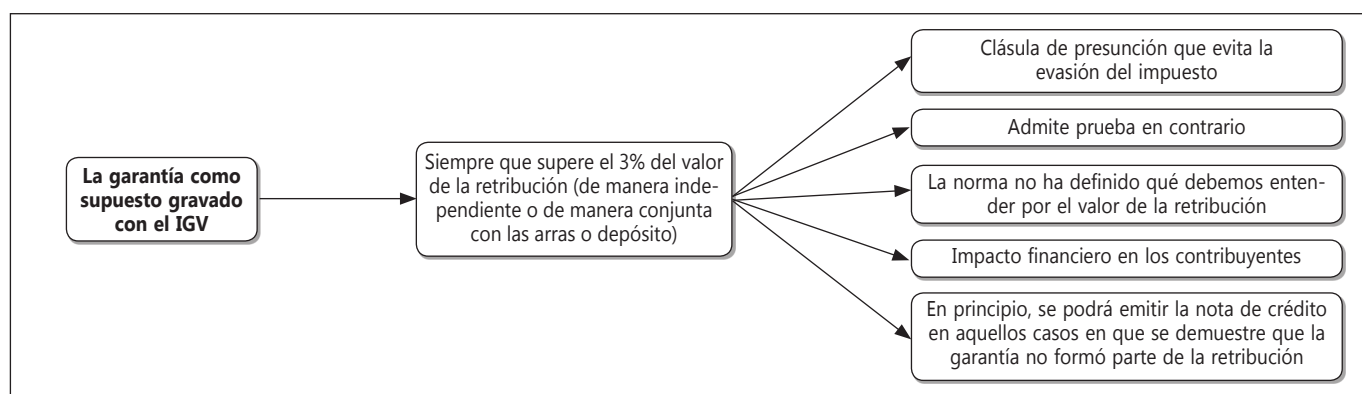 La garantía como
supuesto gravado
con el IGV
Siempre que supere el 3% del valor
de la retribución (de manera inde-
pendiente o de manera conjunta
con las arras o depósito)
Clásula de presunción que evita la
evasión del impuesto
Admite prueba en contrario
La norma no ha definido qué debemos enten-
der por el valor de la retribución
Impacto financiero en los contribuyentes
En principio, se podrá emitir la nota de crédito
en aquellos casos en que se demuestre que la
garantía no formó parte de la retribución